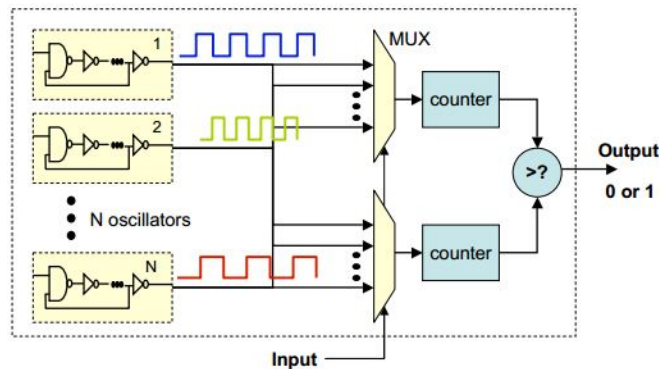 1
MUX
counter
2
Output
>?
0 or 1
N oscillators
counter
N
Input